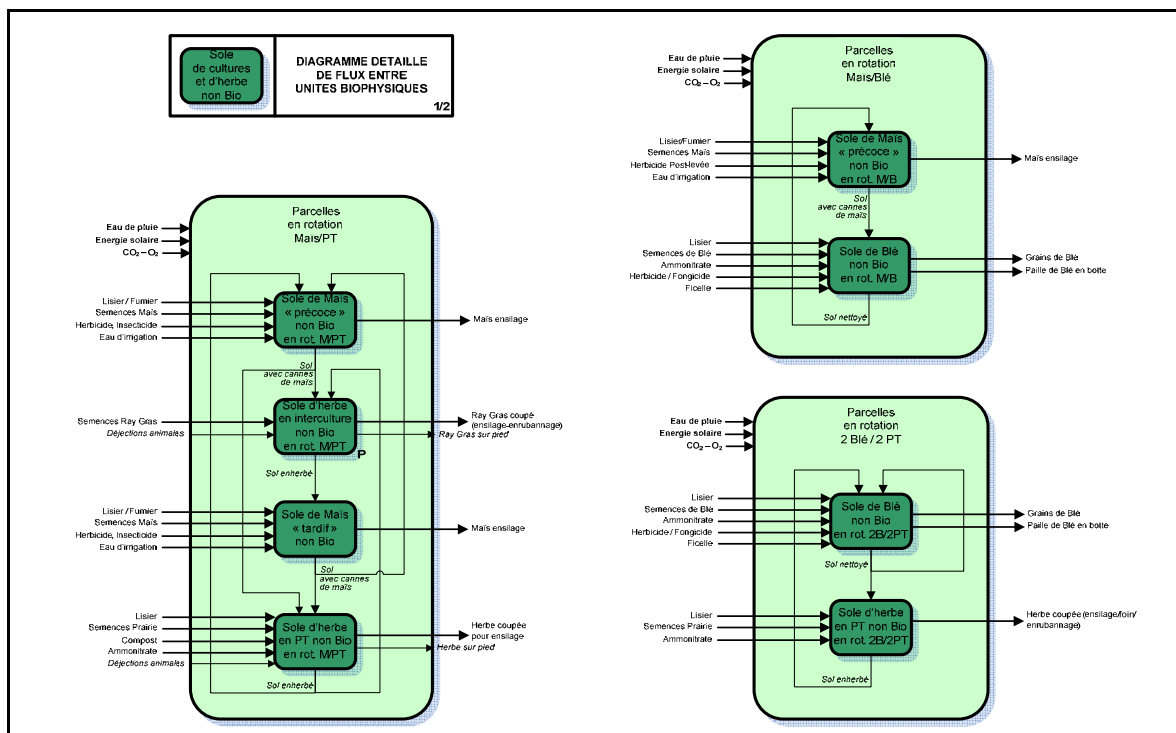 Sole
de cultures
et d'herbe
non Bio
DIAGRAMME DETAILLE
DE FLUX ENTRE
UNITES BIOPHYSIQUES
1/2
Parcelles
en rotation
Maïs/PT
Eau de pluie
Energie solaire
CO₂–O₂
Lisier / Fumier
Semences Maïs
Herbicide, Insecticide
Eau d'irrigation
Sole de Maïs
« précoce »
non Bio
en rot. M/PT
Maïs ensilage
Sol
avec cannes
de maïs
Semences Ray Gras
Déjections animales
Sole d'herbe
en interculture
non Bio
en rot. M/PT
P
Ray Gras coupé
(ensilage-enrubannage)
Ray Gras sur pied
Sol enherbé
Lisier / Fumier
Semences Maïs
Herbicide, Insecticide
Eau d'irrigation
Sole de Maïs
« tardif »
non Bio
Maïs ensilage
Sol
avec cannes
de maïs
Lisier
Semences Prairie
Compost
Ammonitrate
Déjections animales
Sole d'herbe
en PT non Bio
en rot. M/PT
Herbe coupée
pour ensilage
Herbe sur pied
Sol enherbé
Parcelles
en rotation
Maïs/Blé
Eau de pluie
Energie solaire
CO₂–O₂
Lisier/Fumier
Semences Maïs
Herbicide Post-levée
Eau d'irrigation
Sole de Maïs
« précoce »
non Bio
en rot. M/B
Maïs ensilage
Sol
avec cannes
de maïs
Lisier
Semences de Blé
Ammonitrate
Herbicide / Fongicide
Ficelle
Sole de Blé
non Bio
en rot. M/B
Grains de Blé
Paille de Blé en botte
Sol nettoyé
Parcelles
en rotation
2 Blé / 2 PT
Eau de pluie
Energie solaire
CO₂–O₂
Lisier
Semences de Blé
Ammonitrate
Herbicide / Fongicide
Ficelle
Sole de Blé
non Bio
en rot. 2B/2PT
Grains de Blé
Paille de Blé en botte
Sol nettoyé
Lisier
Semences Prairie
Ammonitrate
Sole d'herbe
en PT non Bio
en rot. 2B/2PT
Herbe coupée (ensilage/foin/
enrubannage)
Sol enherbé